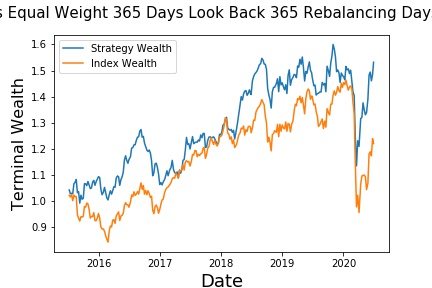 s Equal Weight 365 Days Look Back 365 Rebalancing Day
Strategy Wealth
Index Wealth
Terminal Wealth
1.6
1.5
1.4
1.3
1.2
1.1
1.0
0.9
2016 2017 2018 2019 2020
Date